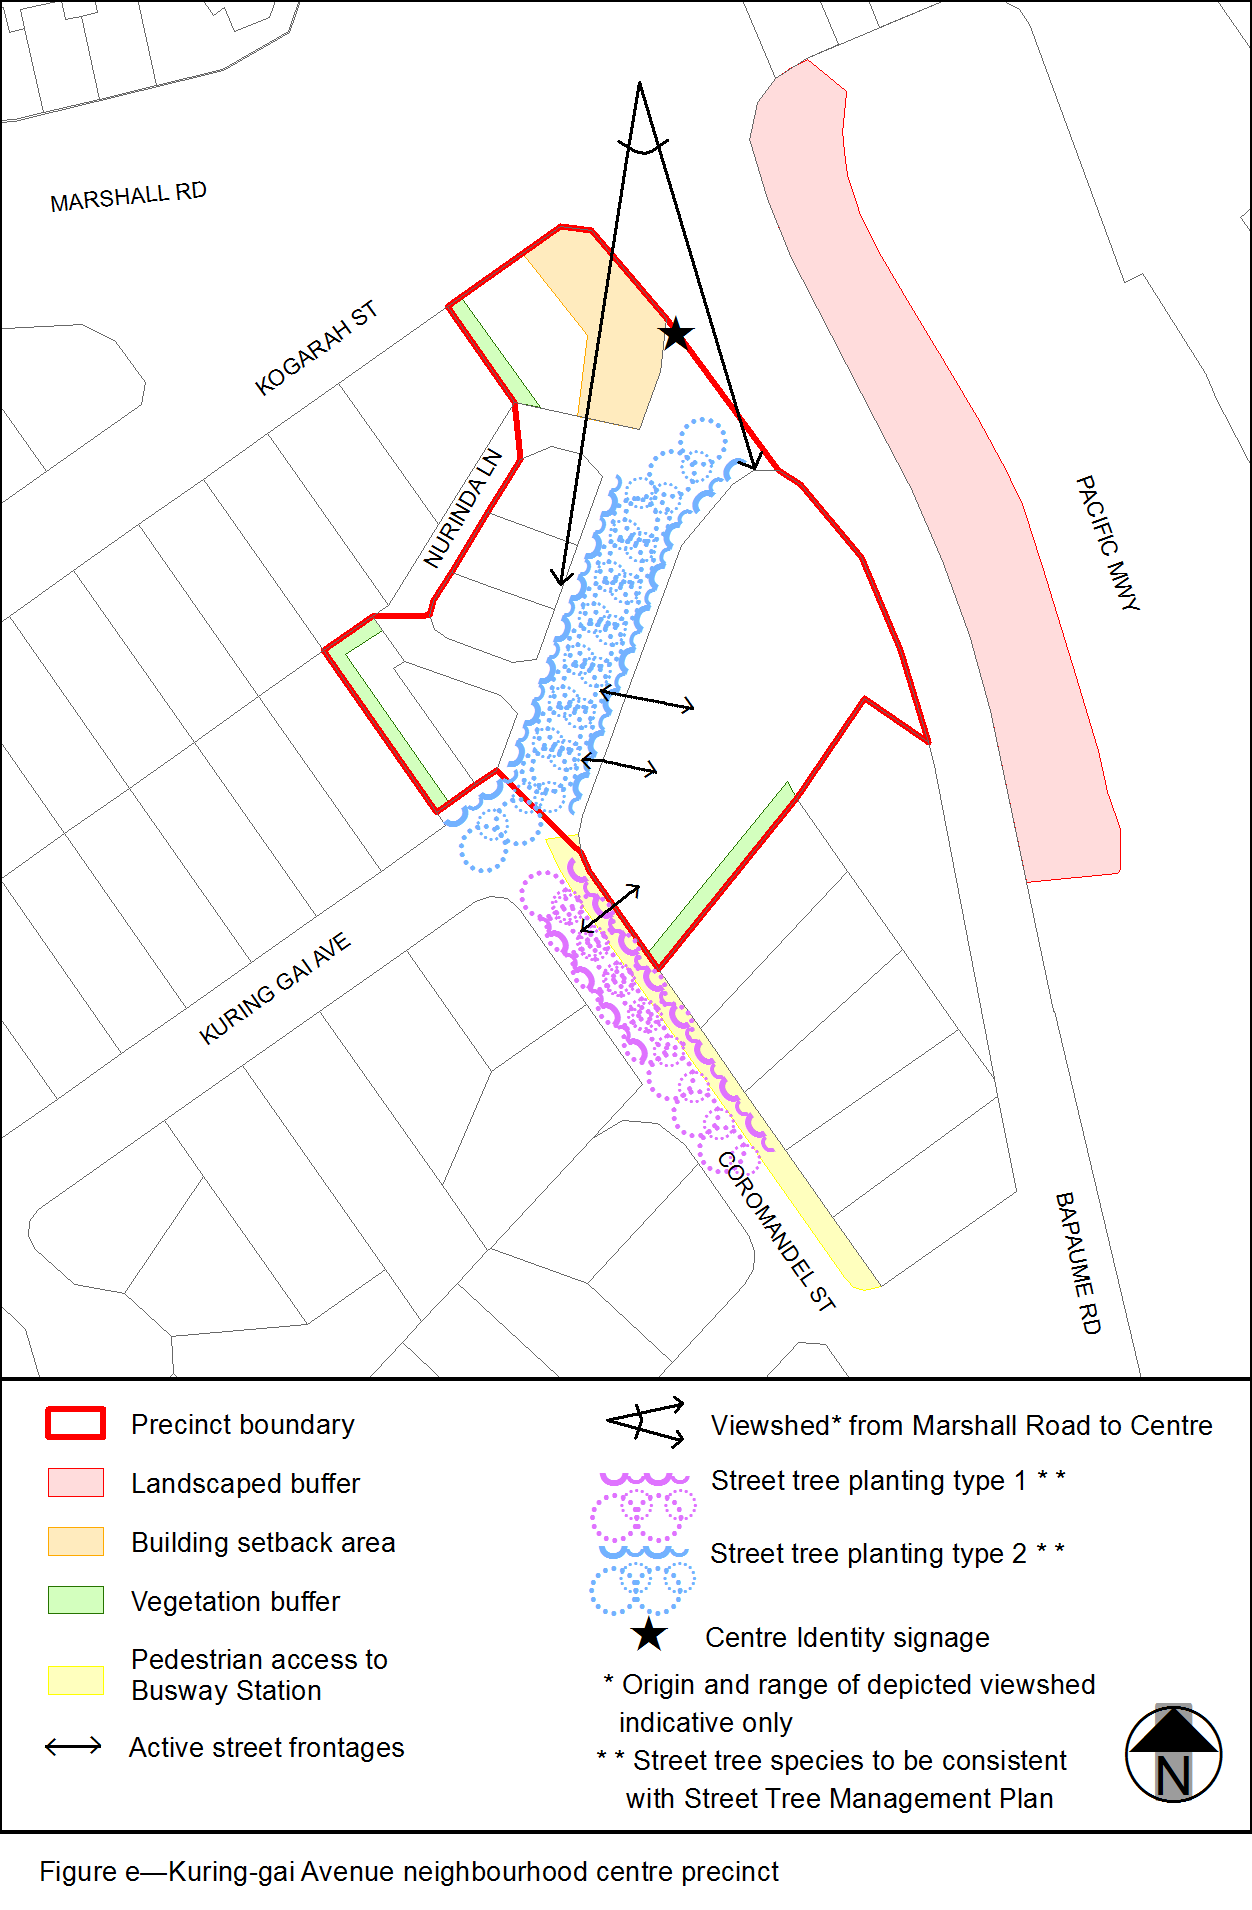 MARSHALL RD
KOGARAH ST
NURINDA LN
PACIFIC MWY
KURING GAI AVE
COROMANDEL ST
BAPAUME RD
Precinct boundary
Landscaped buffer
Building setback area
Vegetation buffer
Pedestrian access to
Busway Station
Active street frontages
Viewshed* from Marshall Road to Centre
Street tree planting type 1 * *
Street tree planting type 2 * *
Centre Identity signage
* Origin and range of depicted viewshed
indicative only
* * Street tree species to be consistent
with Street Tree Management Plan
N
Figure e—Kuring-gai Avenue neighbourhood centre precinct